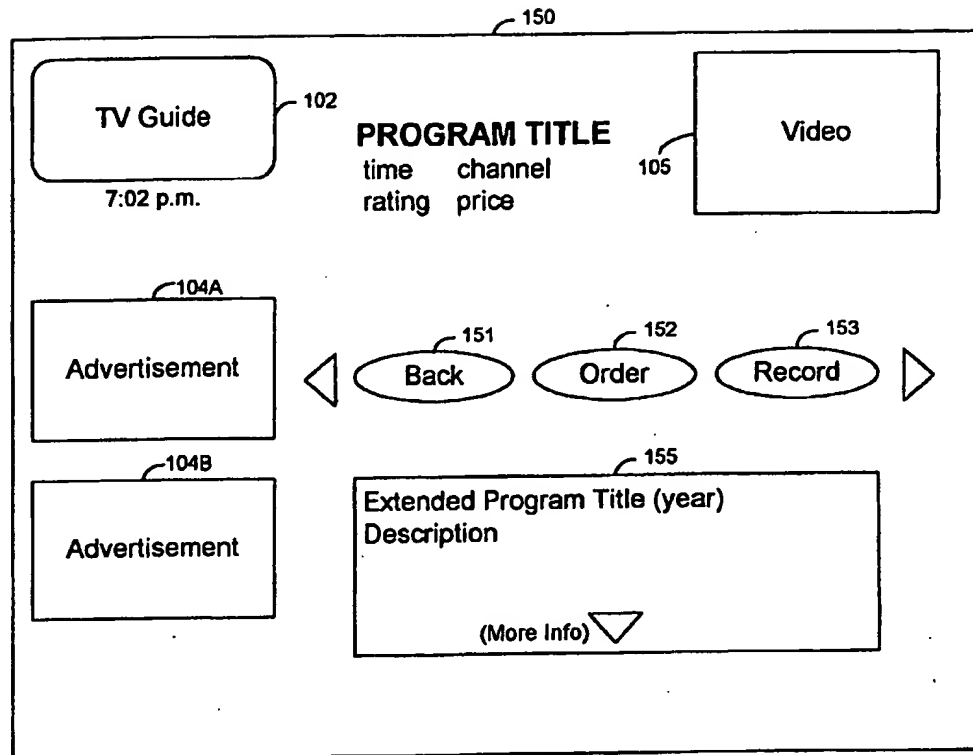 150
TV Guide
102
7:02 p.m.
PROGRAM TITLE
time channel
rating price
105
Video
104A
Advertisement
151
Back
152
Order
153
Record
104B
Advertisement
155
Extended Program Title (year)
Description
(More Info)